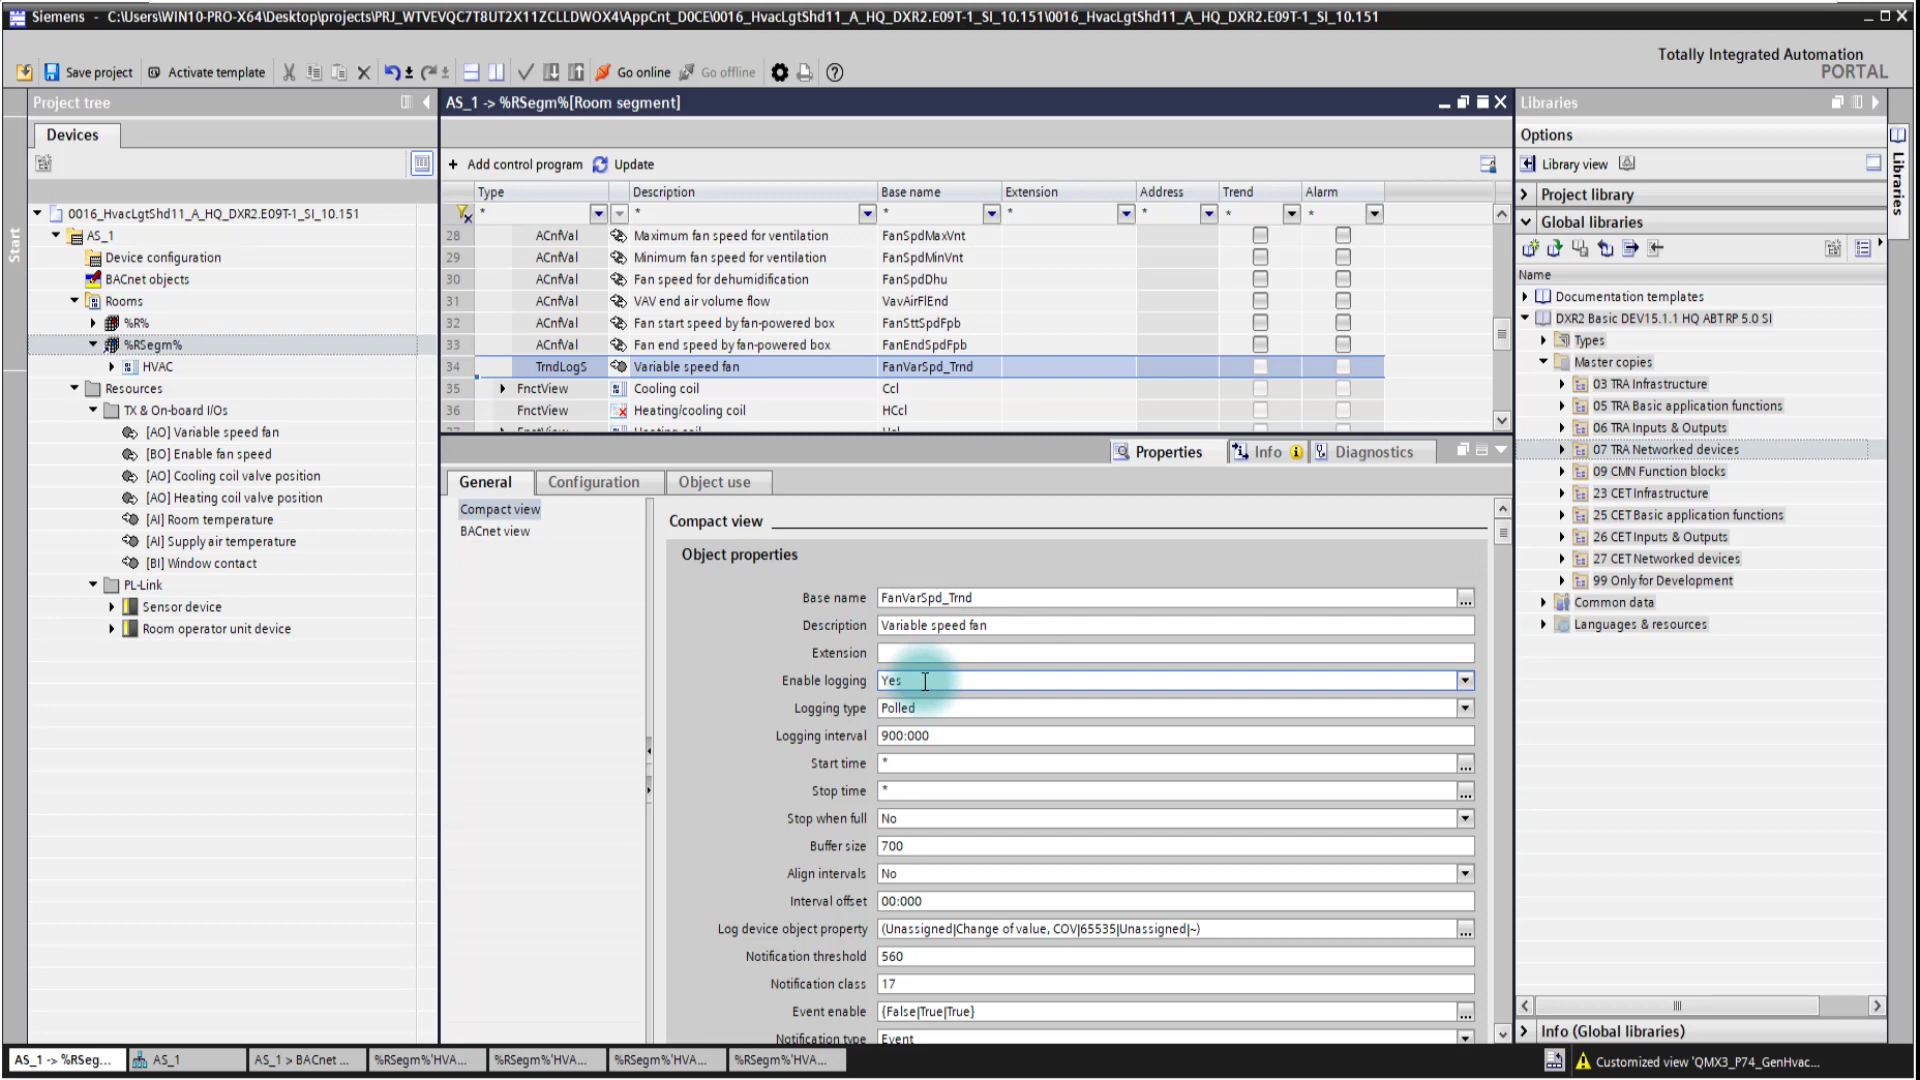 Siemens - C:\Users\WIN10-PRO-X64\Desktop\projects\PRJ_WTVEVQC7T8UT2X11ZCLLDWOX4\AppCnt_D0CE\0016_HvacLgtShd11_A_HQ_DXR2.E09T-1_SI_10.151\0016_HvacLgtShd11_A_HQ_DXR2.E09T-1_SI_10.151
Totally Integrated Automation
PORTAL
Save project Activate template Go online Go offline
Project tree
Devices
Start
0016_HvacLgtShd11_A_HQ_DXR2.E09T-1_SI_10.151
AS_1
Device configuration
BACnet objects
Rooms
%R%
%RSegm%
HVAC
Resources
TX & On-board I/Os
[AO] Variable speed fan
[BO] Enable fan speed
[AO] Cooling coil valve position
[AO] Heating coil valve position
[AI] Room temperature
[AI] Supply air temperature
[BI] Window contact
PL-Link
Sensor device
Room operator unit device
AS_1 -> %RSegm%[Room segment]
+ Add control program Update
Type Description Base name Extension Address Trend Alarm
* * * * * * *
28 ACnfVal Maximum fan speed for ventilation FanSpdMaxVnt
29 ACnfVal Minimum fan speed for ventilation FanSpdMinVnt
30 ACnfVal Fan speed for dehumidification FanSpdDhu
31 ACnfVal VAV end air volume flow VavAirFlEnd
32 ACnfVal Fan start speed by fan-powered box FanSttSpdFpb
33 ACnfVal Fan end speed by fan-powered box FanEndSpdFpb
34 TrndLogS Variable speed fan FanVarSpd_Trnd
35 FnctView Cooling coil Ccl
36 FnctView Heating/cooling coil HCcl
Properties Info Diagnostics
General Configuration Object use
Compact view
BACnet view
Compact view
Object properties
Base name FanVarSpd_Trnd ...
Description Variable speed fan
Extension
Enable logging Yes
Logging type Polled
Logging interval 900:000
Start time * ...
Stop time * ...
Stop when full No
Buffer size 700
Align intervals No
Interval offset 00:000
Log device object property (Unassigned|Change of value, COV|65535|Unassigned|~) ...
Notification threshold 560
Notification class 17
Event enable {False|True|True} ...
Notification type Event
Libraries
Options
Library view
Project library
Global libraries
Name
Documentation templates
DXR2 Basic DEV15.1.1 HQ ABT RP 5.0 SI
Types
Master copies
03 TRA Infrastructure
05 TRA Basic application functions
06 TRA Inputs & Outputs
07 TRA Networked devices
09 CMN Function blocks
23 CET Infrastructure
25 CET Basic application functions
26 CET Inputs & Outputs
27 CET Networked devices
99 Only for Development
Common data
Languages & resources
Info (Global libraries)
Libraries
AS_1 -> %RSeg... AS_1 AS_1 > BACnet ... %RSegm%'HVA... %RSegm%'HVA... %RSegm%'HVA... %RSegm%'HVA...
Customized view 'QMX3_P74_GenHvac...